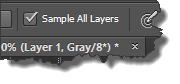 Sample All Layers
0% (Layer 1, Gray/8*) * ×